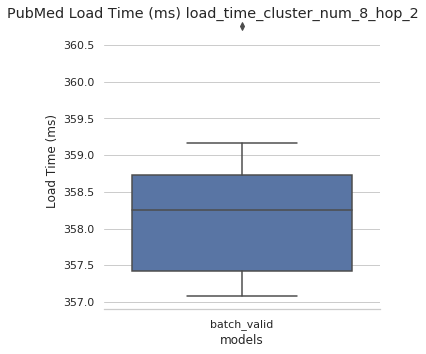 PubMed Load Time (ms) load_time_cluster_num_8_hop_2
360.5
360.0
359.5
359.0
358.5
358.0
357.5
357.0
Load Time (ms)
batch_valid
models